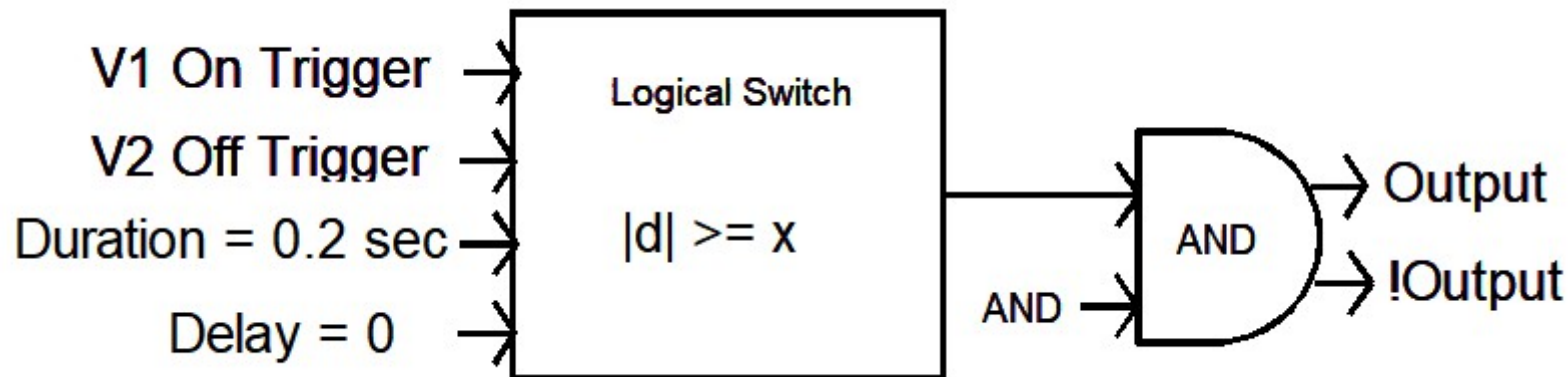 V1 On Trigger
V2 Off Trigger
Duration = 0.2 sec
Delay = 0
Logical Switch
|d| >= x
AND
AND
Output
!Output